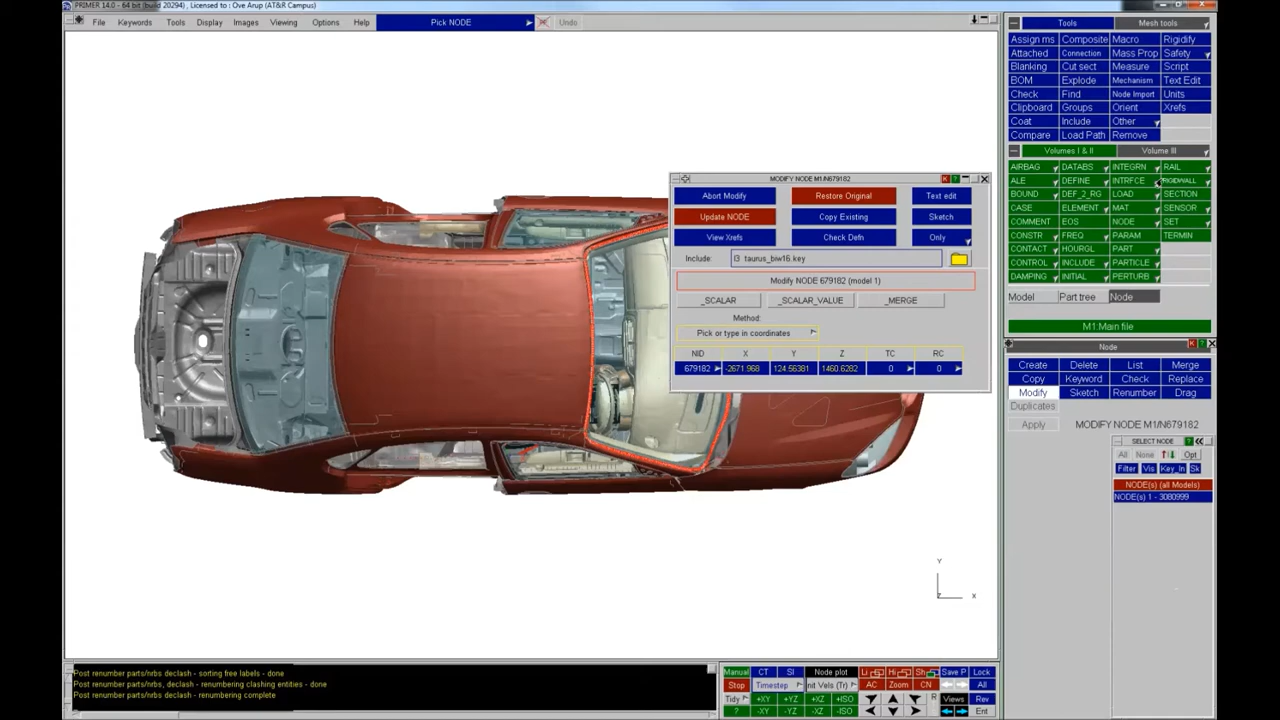 PRIMER 14.0 - 64 bit (build 20294) , Licensed to : Ove Arup (AT&R Campus)
File Keywords Tools Display Images Viewing Options Help Pick NODE Undo
Tools Mesh tools
Assign ms Composite Macro Rigidify
Attached Connection Mass Prop Safety
Blanking Cut sect Measure Script
BOM Explode Mechanism Text Edit
Check Find Node Import Units
Clipboard Groups Orient Xrefs
Coat Include Other
Compare Load Path Remove
Volumes I & II Volume III
AIRBAG DATABS INTEGRN RAIL
ALE DEFINE INTRFCE RIGIDWALL
BOUND DEF_2_RG LOAD SECTION
CASE ELEMENT MAT SENSOR
COMMENT EOS NODE SET
CONSTR FREQ PARAM TERMIN
CONTACT HOURGL PART
CONTROL INCLUDE PARTICLE
DAMPING INITIAL PERTURB
Model Part tree Node
M1:Main file
Node
Create Delete List Merge
Copy Keyword Check Replace
Modify Sketch Renumber Drag
Duplicates
Apply MODIFY NODE M1/N679182
SELECT NODE ?
All None Opt
Filter Vis Key_In Sk
NODE(s) (all Models)
NODE(s) 1 - 3080999
MODIFY NODE M1/N679182 K ?
Abort Modify Restore Original Text edit
Update NODE Copy Existing Sketch
View Xrefs Check Defn Only
Include: I3 taurus_biw16.key
Modify NODE 679182 (model 1)
_SCALAR _SCALAR_VALUE _MERGE
Method:
Pick or type in coordinates
NID X Y Z TC RC
679182 -2671.968 124.56381 1460.6282 0 0
Y
Z X
Post renumber parts/nrbs declash - sorting free labels - done
Post renumber parts/nrbs, declash - renumbering clashing entities - done
Post renumber parts/nrbs declash - renumbering complete
Manual CT SI Node plot Li Hi Sh Save P Lock
Stop Timestep nit Vels (Tr) AC Zoom CN All
Tidy +XY +YZ +XZ +ISO R Views Rev
? -XY -YZ -XZ -ISO Ent